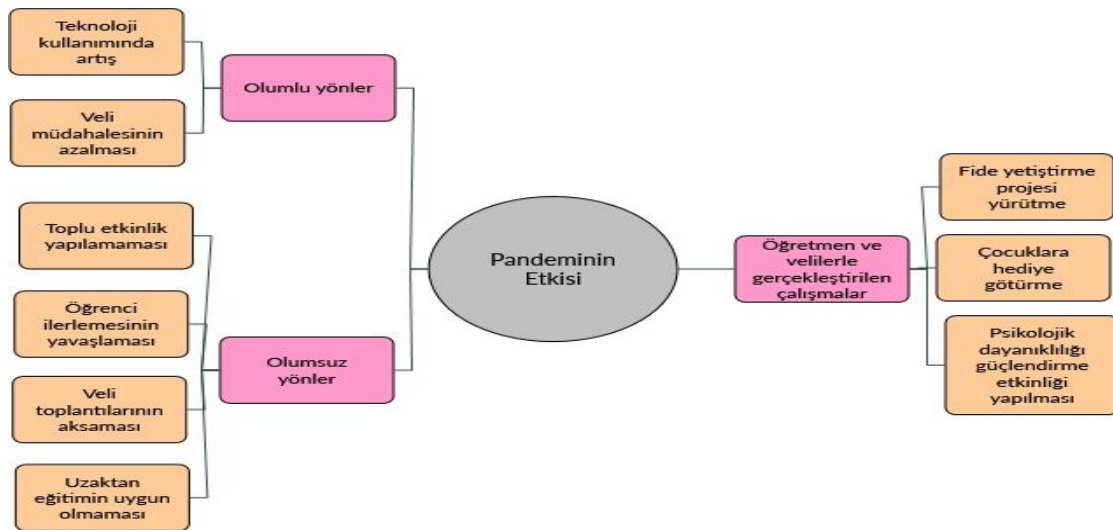 Teknoloji
kullanımında
artış
Veli
müdahalesinin
azalması
Olumlu yönler
Toplu etkinlik
yapılamaması
Öğrenci
ilerlemesinin
yavaşlaması
Veli
toplantılarının
aksaması
Uzaktan
eğitimin uygun
olmaması
Olumsuz
yönler
Pandeminin
Etkisi
Öğretmen ve
velilerle
gerçekleştirilen
çalışmalar
Fide yetiştirme
projesi
yürütme
Çocuklara
hediye
götürme
Psikolojik
dayanıklılığı
güçlendirme
etkinliği
yapılması